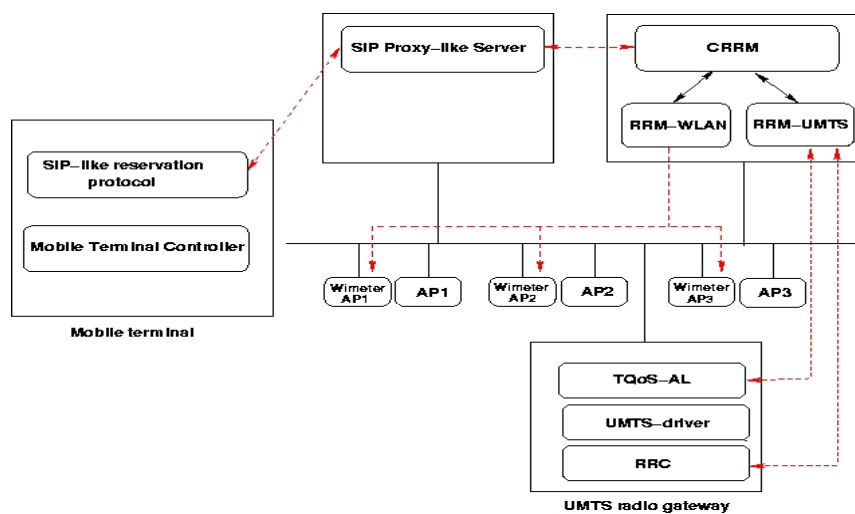 SIP Proxy-like Server
CRRM
RRM-WLAN
RRM-UMTS
SIP-like reservation
protocol
Mobile Terminal Controller
Mobile terminal
Wimeter
AP1
AP1
Wimeter
AP2
AP2
Wimeter
AP3
AP3
TQoS-AL
UMTS-driver
RRC
UMTS radio gateway